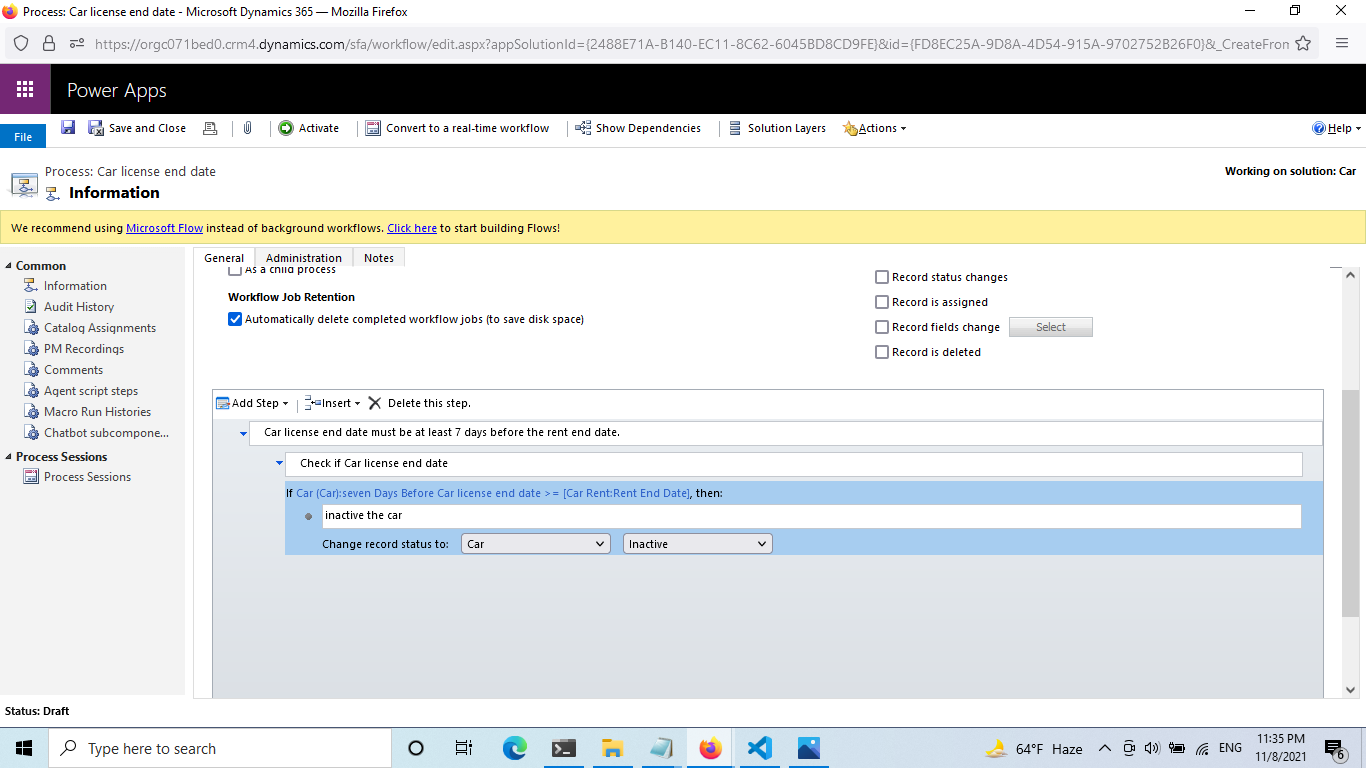 Process: Car license end date - Microsoft Dynamics 365 — Mozilla Firefox
https://orgc071bed0.crm4.dynamics.com/sfa/workflow/edit.aspx?appSolutionId={2488E71A-B140-EC11-8C62-6045BD8CD9FE}&id={FD8EC25A-9D8A-4D54-915A-9702752B26F0}&_CreateFron
Power Apps
File
Save and Close
Activate
Convert to a real-time workflow
Show Dependencies
Solution Layers
Actions
Help
Process: Car license end date
Information
Working on solution: Car
We recommend using Microsoft Flow instead of background workflows. Click here to start building Flows!
Common
Information
Audit History
Catalog Assignments
PM Recordings
Comments
Agent script steps
Macro Run Histories
Chatbot subcompone...
Process Sessions
Process Sessions
General
Administration
Notes
As a child process
Workflow Job Retention
Automatically delete completed workflow jobs (to save disk space)
Record status changes
Record is assigned
Record fields change
Select
Record is deleted
Add Step
Insert
Delete this step.
Car license end date must be at least 7 days before the rent end date.
Check if Car license end date
If Car (Car):seven Days Before Car license end date >= [Car Rent:Rent End Date], then:
inactive the car
Change record status to:
Car
Inactive
Status: Draft
Type here to search
64°F Haze
ENG
11:35 PM
11/8/2021
6